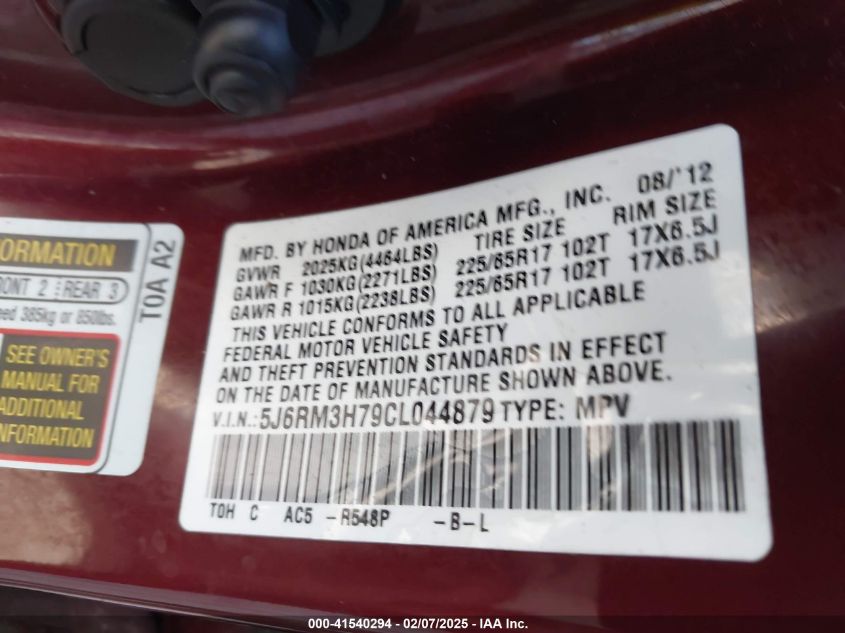 MFD. BY HONDA OF AMERICA MFG., INC. 08/'12
GVWR 2025KG(4464LBS) TIRE SIZE RIM SIZE
GAWR F 1030KG(2271LBS) 225/65R17 102T 17X6.5J
GAWR R 1015KG(2238LBS) 225/65R17 102T 17X6.5J
THIS VEHICLE CONFORMS TO ALL APPLICABLE
FEDERAL MOTOR VEHICLE SAFETY
AND THEFT PREVENTION STANDARDS IN EFFECT
ON THE DATE OF MANUFACTURE SHOWN ABOVE.
V.I.N.:5J6RM3H79CL044879 TYPE: MPV
T0H C AC5 -R548P -B-L
ORMATION
RONT 2 REAR 3
eed 385kg or 850lbs.
SEE OWNER'S
MANUAL FOR
ADDITIONAL
INFORMATION
T0A A2
000-41540294 - 02/07/2025 - IAA Inc.